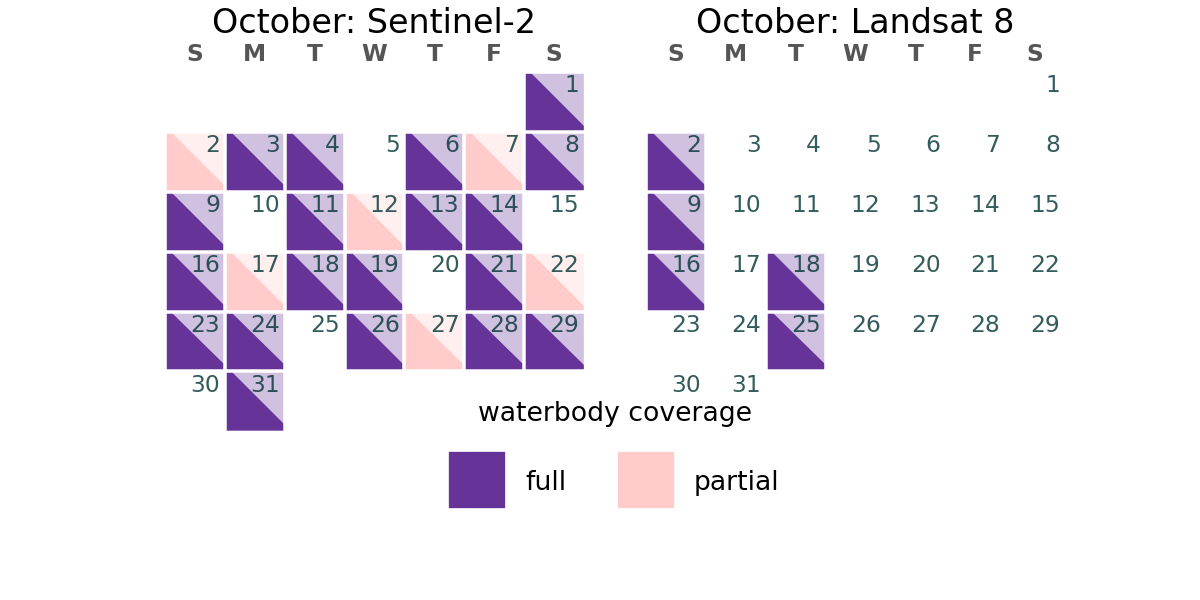 October: Sentinel-2
S M T W T F S
1
2 3 4 5 6 7 8
9 10 11 12 13 14 15
16 17 18 19 20 21 22
23 24 25 26 27 28 29
30 31
October: Landsat 8
S M T W T F S
1
2 3 4 5 6 7 8
9 10 11 12 13 14 15
16 17 18 19 20 21 22
23 24 25 26 27 28 29
30 31
waterbody coverage
full partial